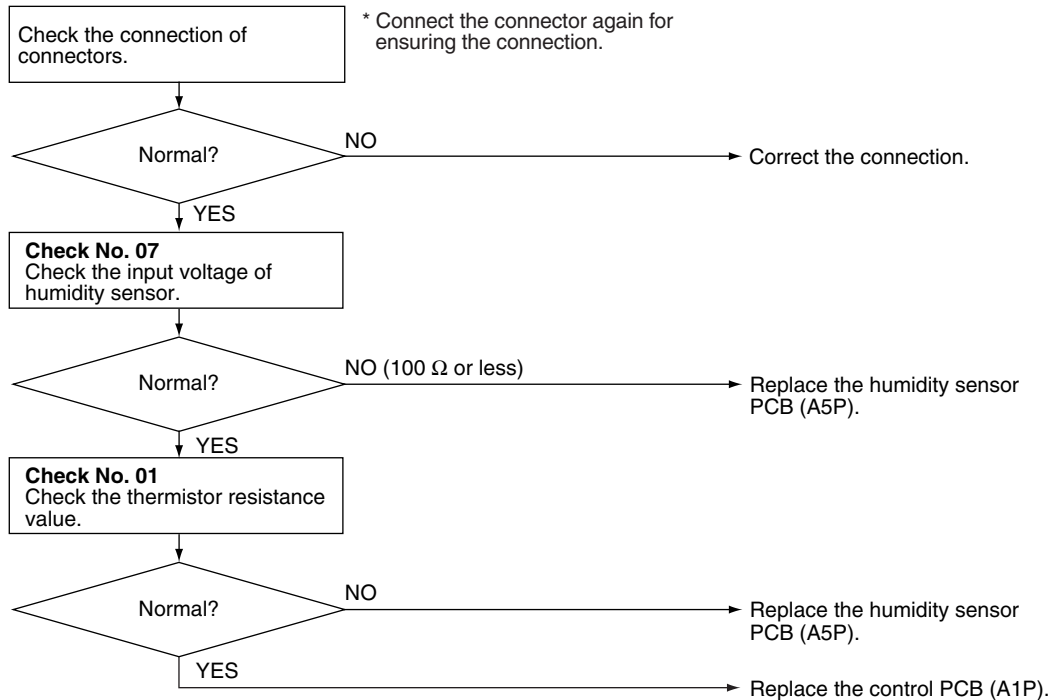 Check the connection of
connectors.
* Connect the connector again for
ensuring the connection.
Normal?
NO
Correct the connection.
YES
Check No. 07
Check the input voltage of
humidity sensor.
Normal?
NO (100 Ω or less)
Replace the humidity sensor
PCB (A5P).
YES
Check No. 01
Check the thermistor resistance
value.
Normal?
NO
Replace the humidity sensor
PCB (A5P).
YES
Replace the control PCB (A1P).